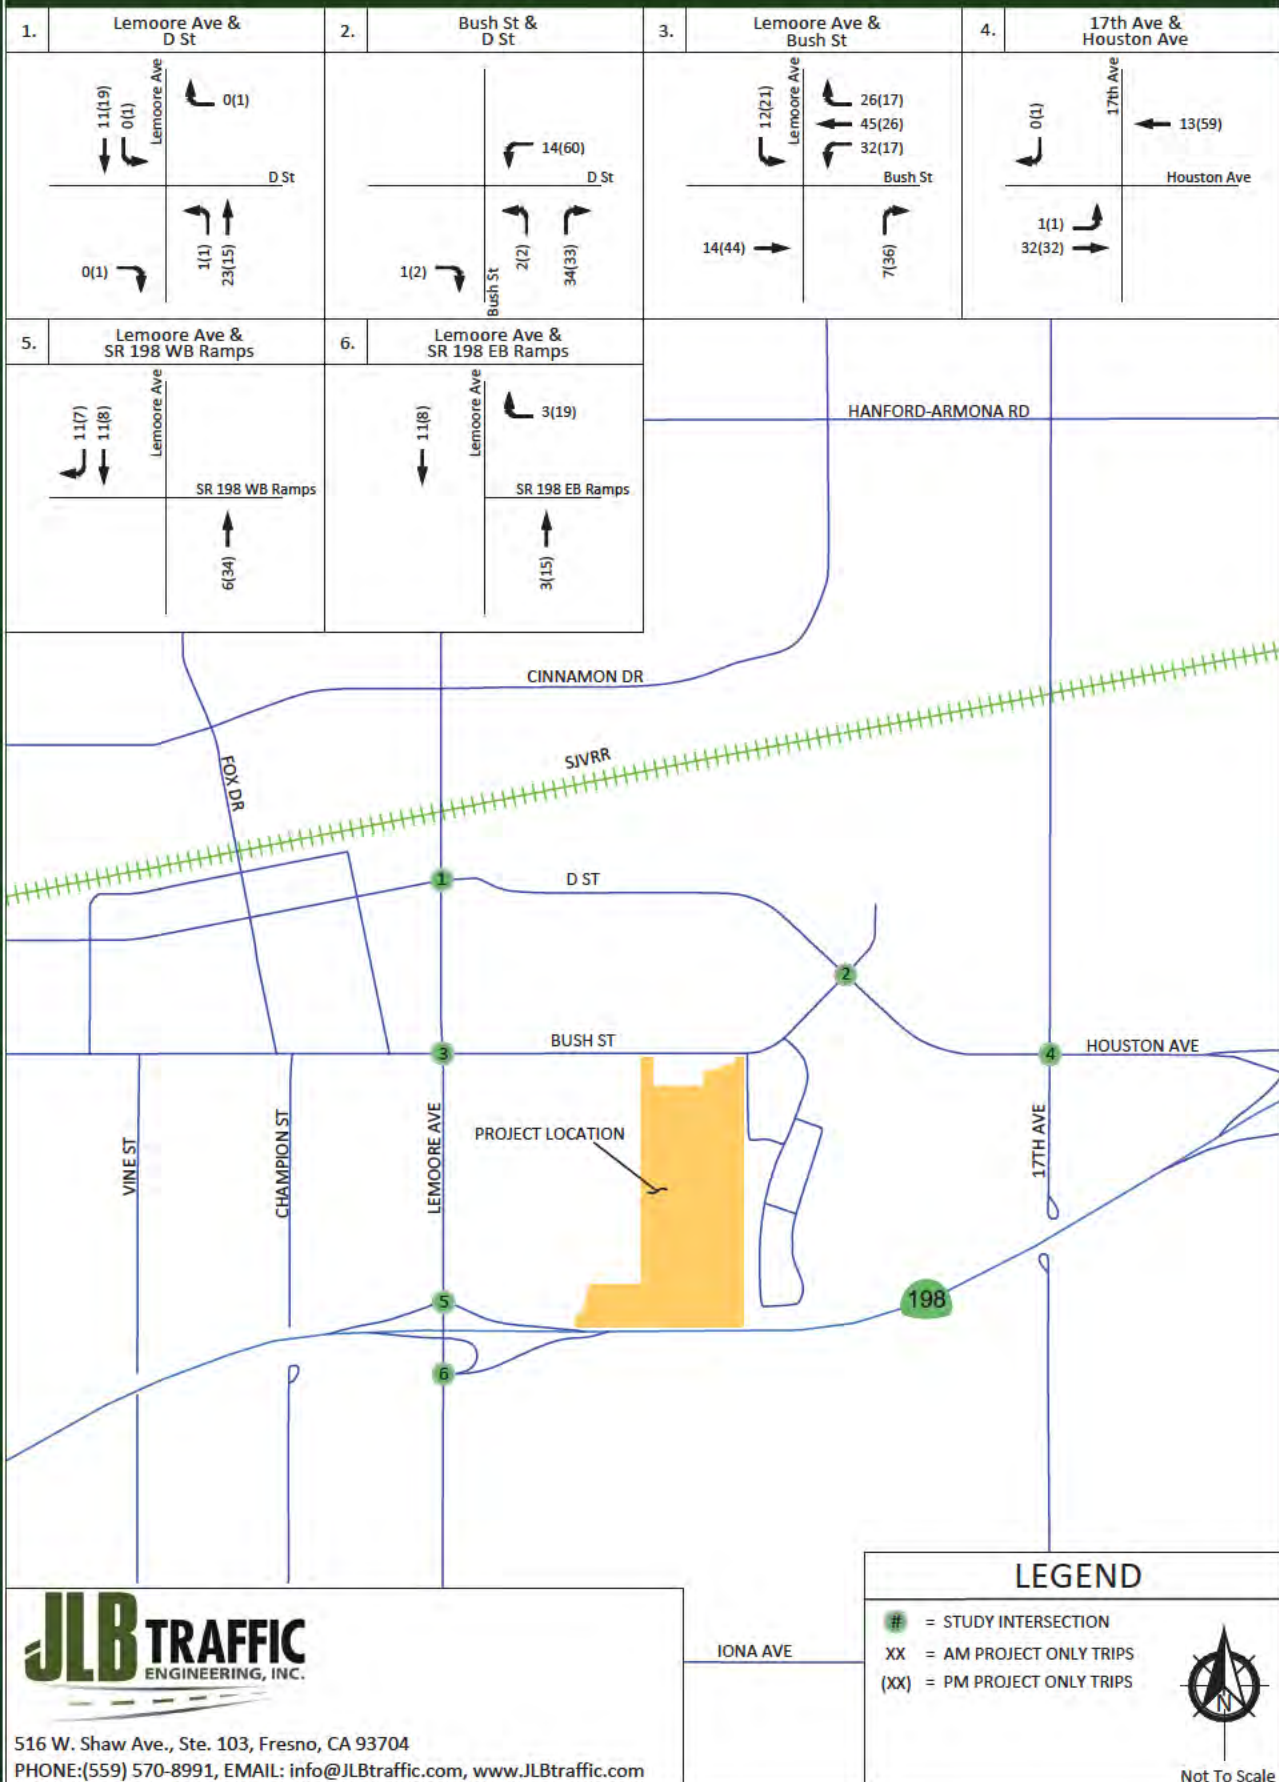 1.
Lemoore Ave &
D St
11(19)
0(1)
Lemoore Ave
0(1)
D St
0(1)
1(1)
23(15)
2.
Bush St &
D St
14(60)
D St
1(2)
Bush St
2(2)
34(33)
3.
Lemoore Ave &
Bush St
12(21)
Lemoore Ave
26(17)
45(26)
32(17)
Bush St
14(44)
7(36)
4.
17th Ave &
Houston Ave
0(1)
17th Ave
13(59)
Houston Ave
1(1)
32(32)
5.
Lemoore Ave &
SR 198 WB Ramps
11(7)
11(8)
Lemoore Ave
SR 198 WB Ramps
6(34)
6.
Lemoore Ave &
SR 198 EB Ramps
11(8)
Lemoore Ave
3(19)
SR 198 EB Ramps
3(15)
HANFORD-ARMONA RD
CINNAMON DR
SJVRR
FOX DR
1
D ST
2
3
BUSH ST
4
HOUSTON AVE
VINE ST
CHAMPION ST
LEMOORE AVE
PROJECT LOCATION
17TH AVE
5
198
6
IONA AVE
JLB TRAFFIC
ENGINEERING, INC.
516 W. Shaw Ave., Ste. 103, Fresno, CA 93704
PHONE:(559) 570-8991, EMAIL: info@JLBtraffic.com, www.JLBtraffic.com
LEGEND
# = STUDY INTERSECTION
XX = AM PROJECT ONLY TRIPS
(XX) = PM PROJECT ONLY TRIPS
N
Not To Scale